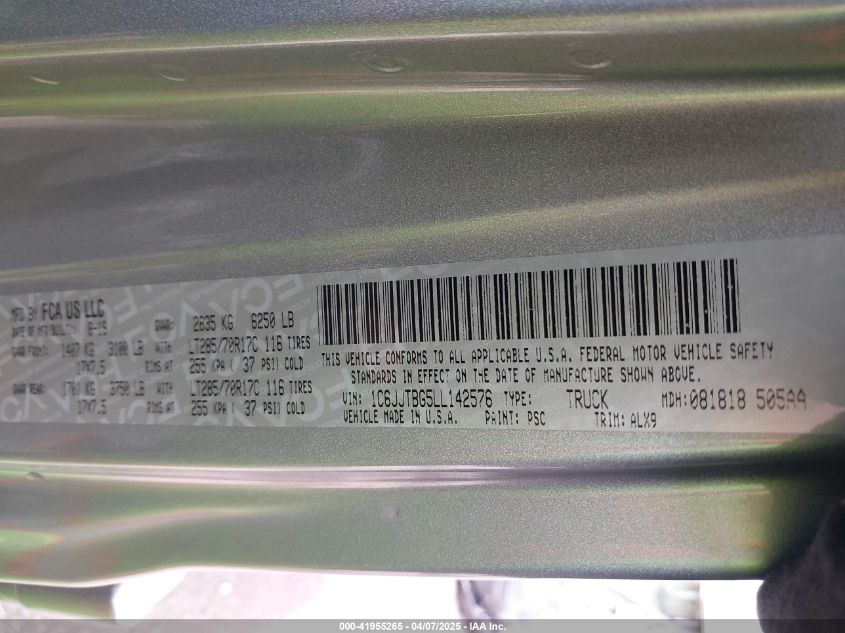 MFD BY FCA US LLC
DATE OF MFR(BUILT): 8-19 GVWR: 2835 KG 6250 LB
GAWR FRONT: 1407 KG 3100 LB WITH LT285/70R17C 116 TIRES
17X7.5 RIMS AT 255 KPA ( 37 PSI) COLD
GAWR REAR: 1701 KG 3750 LB WITH LT285/70R17C 116 TIRES
17X7.5 RIMS AT 255 KPA ( 37 PSI) COLD
THIS VEHICLE CONFORMS TO ALL APPLICABLE U.S.A. FEDERAL MOTOR VEHICLE SAFETY
STANDARDS IN EFFECT ON THE DATE OF MANUFACTURE SHOWN ABOVE.
VIN: 1C6JJTBG5LL142576 TYPE: TRUCK MDH: 081818 505AA
VEHICLE MADE IN U.S.A. PAINT: PSC TRIM: ALX9
000-41955265 - 04/07/2025 - IAA Inc.